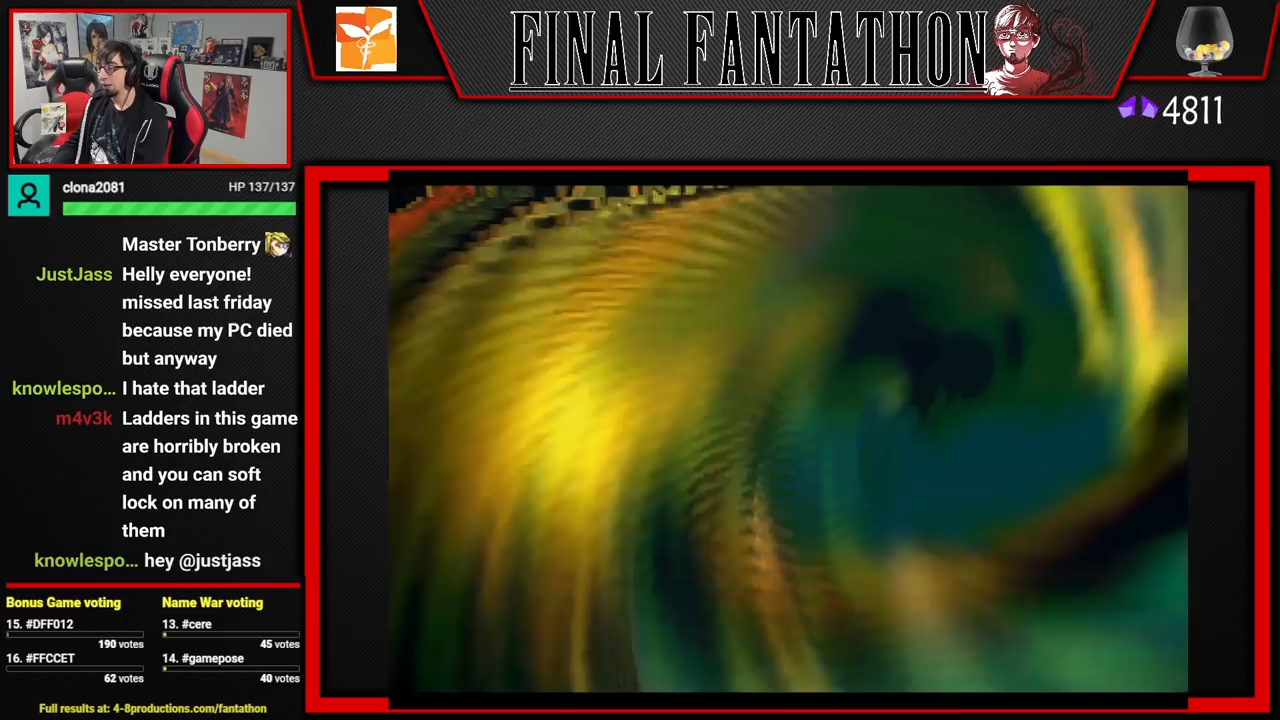 FINAL FANTATHON
4811
clona2081 HP 137/137
Master Tonberry
JustJass Helly everyone!
missed last friday
because my PC died
but anyway
knowlespo... I hate that ladder
m4v3k Ladders in this game
are horribly broken
and you can soft
lock on many of
them
knowlespo... hey @justjass
Bonus Game voting
15. #DFF012
190 votes
16. #FFCCET
62 votes
Name War voting
13. #cere
45 votes
14. #gamepose
40 votes
Full results at: 4-8productions.com/fantathon